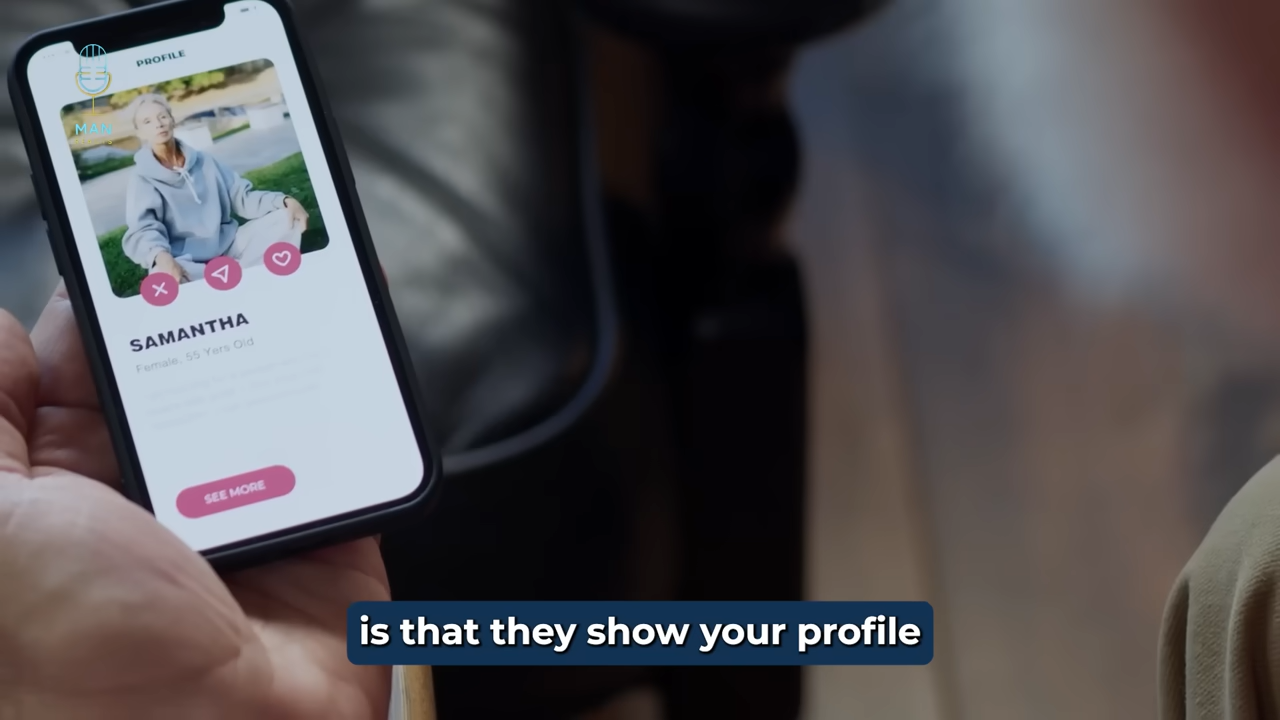 PROFILE
MAN
SAMANTHA
Female, 55 Yers Old
SEE MORE
is that they show your profile